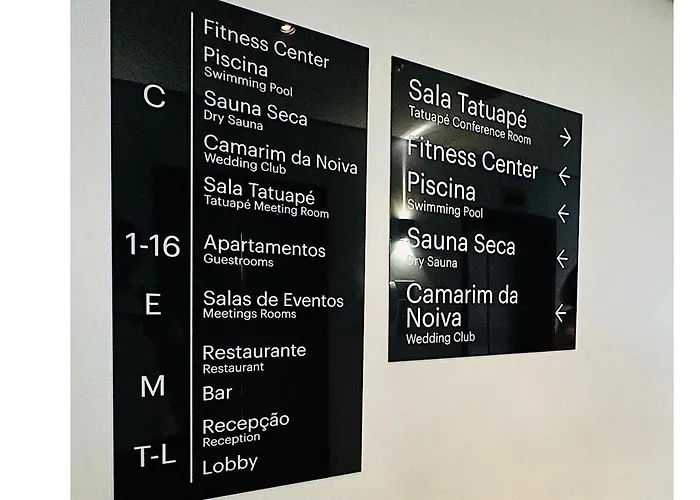 C
Fitness Center
Piscina
Swimming Pool
Sauna Seca
Dry Sauna
Camarim da Noiva
Wedding Club
Sala Tatuapé
Tatuapé Meeting Room
1-16
Apartamentos
Guestrooms
E
Salas de Eventos
Meetings Rooms
M
Restaurante
Restaurant
Bar
T-L
Recepção
Reception
Lobby
Sala Tatuapé
Tatuapé Conference Room
→
Fitness Center
←
Piscina
←
Swimming Pool
Sauna Seca
←
Dry Sauna
Camarim da
Noiva
←
Wedding Club